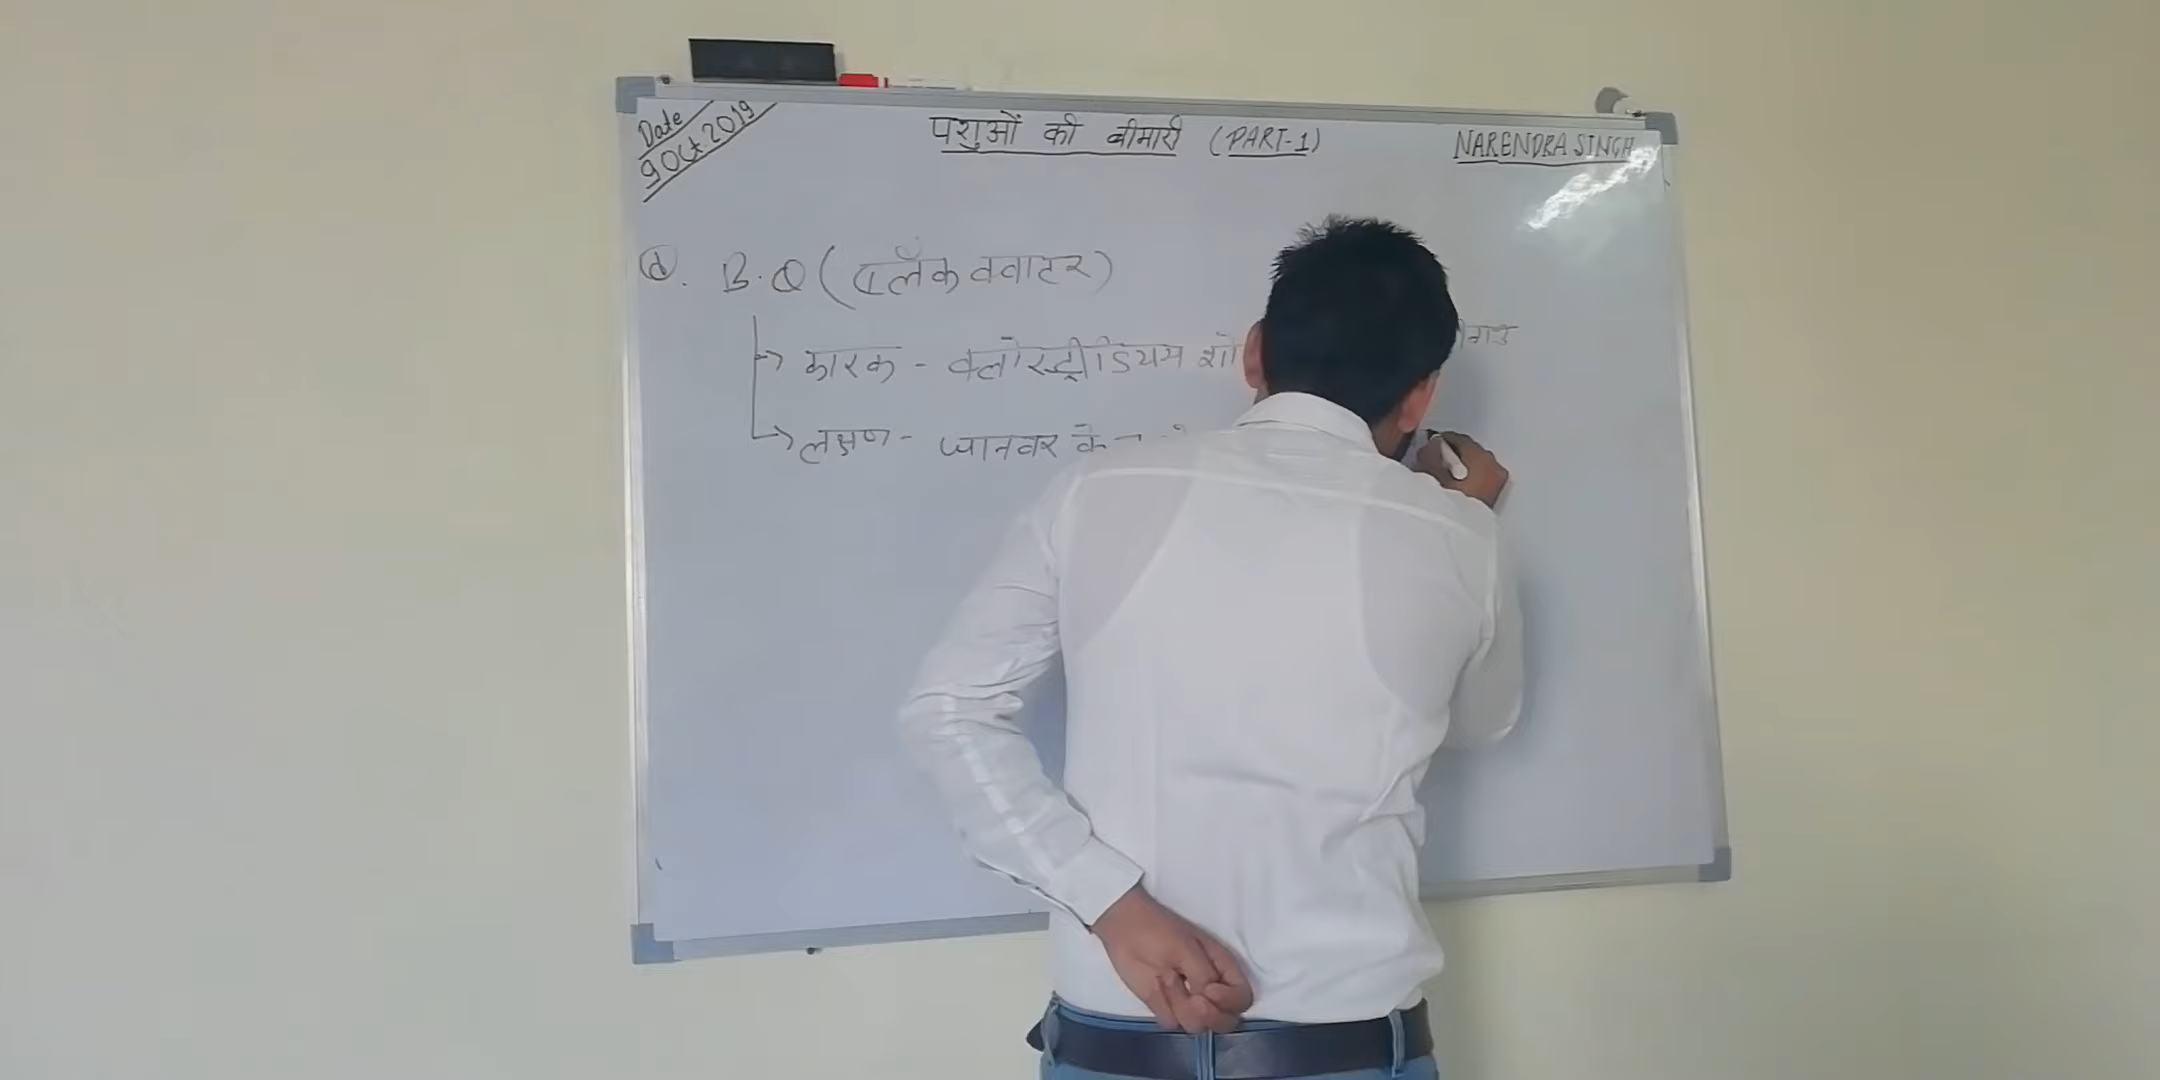 Date
9 Oct. 2019
पशुओं की बीमारी (PART-1)
NARENDRA SINGH
d. B.Q (ब्लॅक क्वाटर)
→ कारक - क्लोस्ट्रीडियम
→ लक्षण - जानवर के